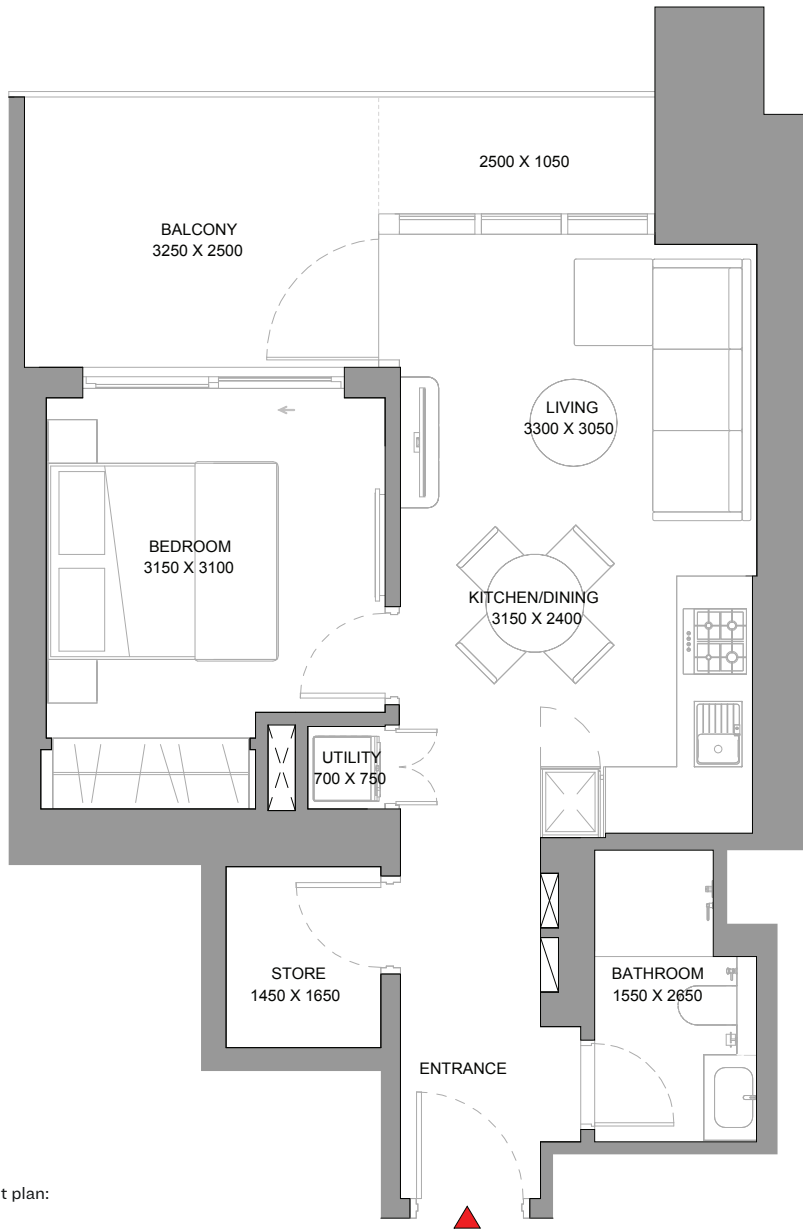 2500 X 1050
BALCONY
3250 X 2500
LIVING
3300 X 3050
BEDROOM
3150 X 3100
KITCHEN/DINING
3150 X 2400
UTILITY
700 X 750
STORE
1450 X 1650
BATHROOM
1550 X 2650
ENTRANCE
t plan: